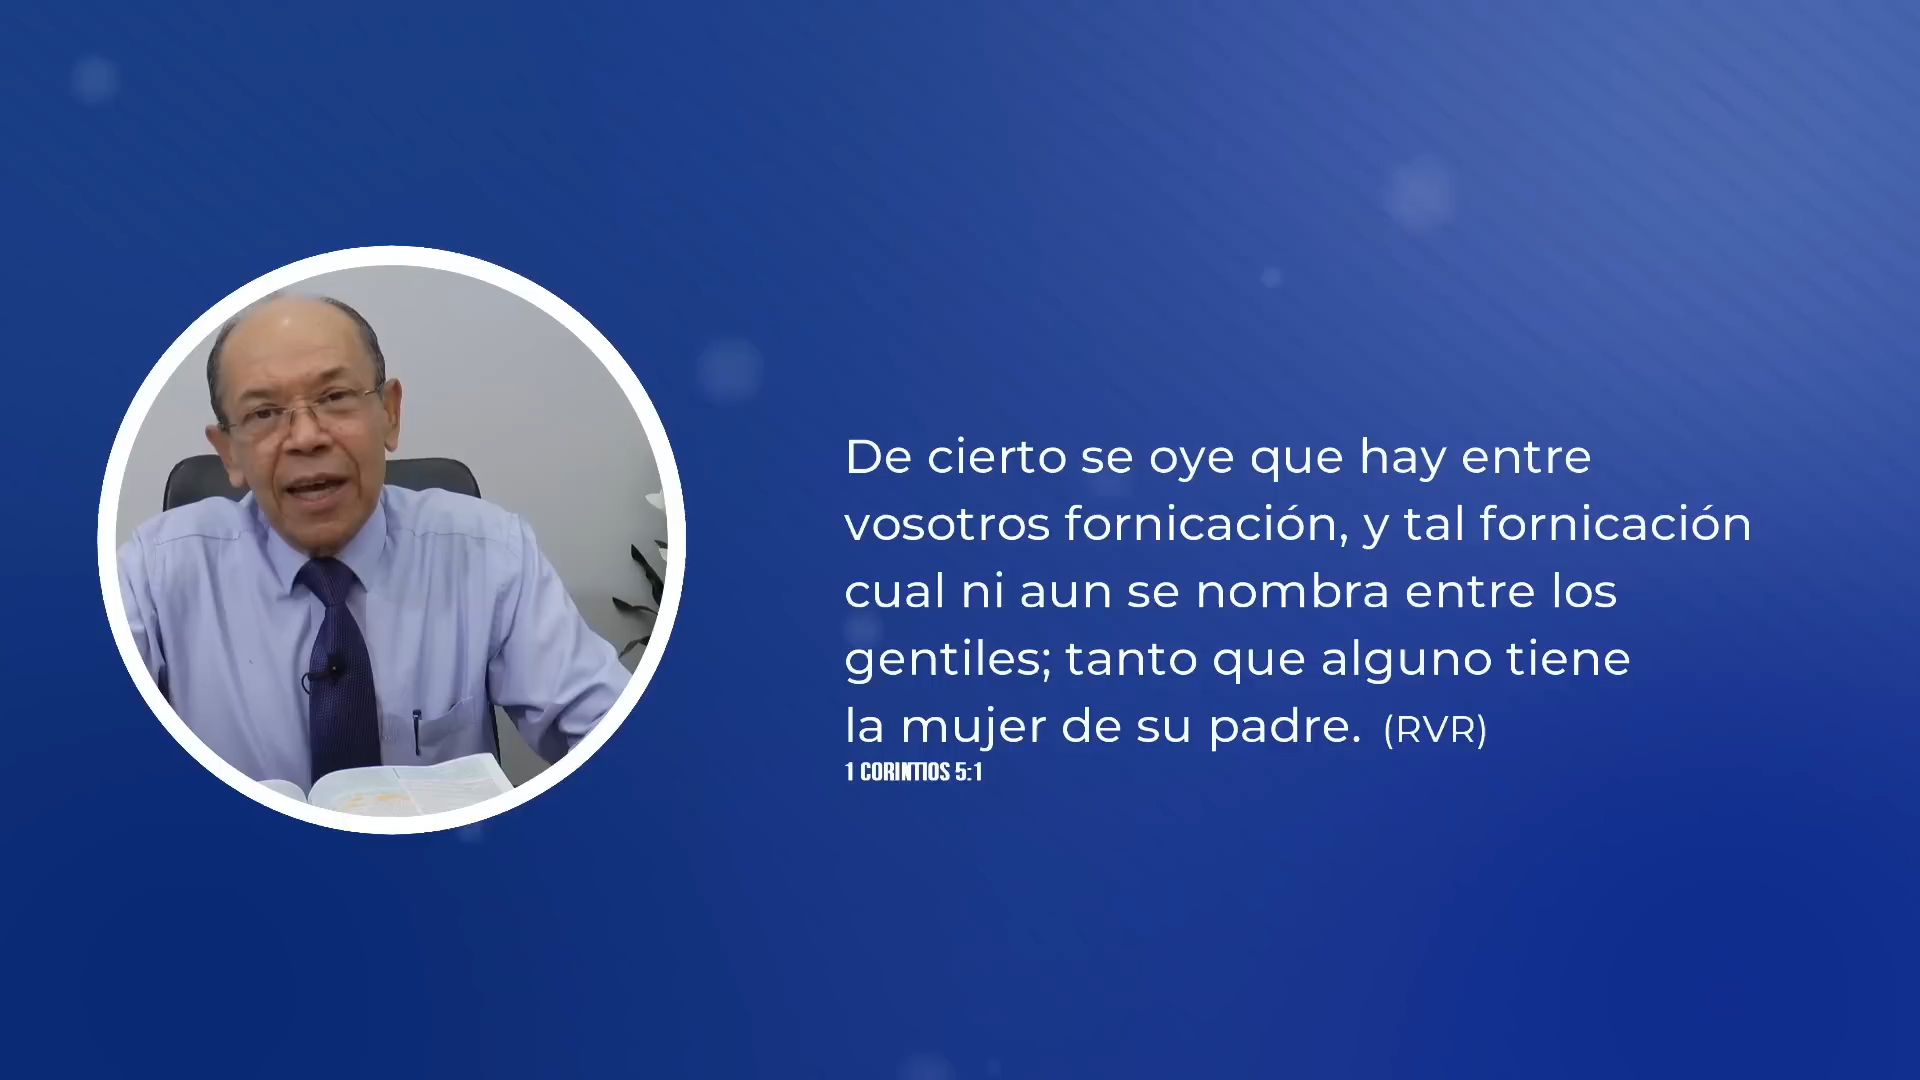 De cierto se oye que hay entre
vosotros fornicación, y tal fornicación
cual ni aun se nombra entre los
gentiles; tanto que alguno tiene
la mujer de su padre. (RVR)
1 CORINTIOS 5:1